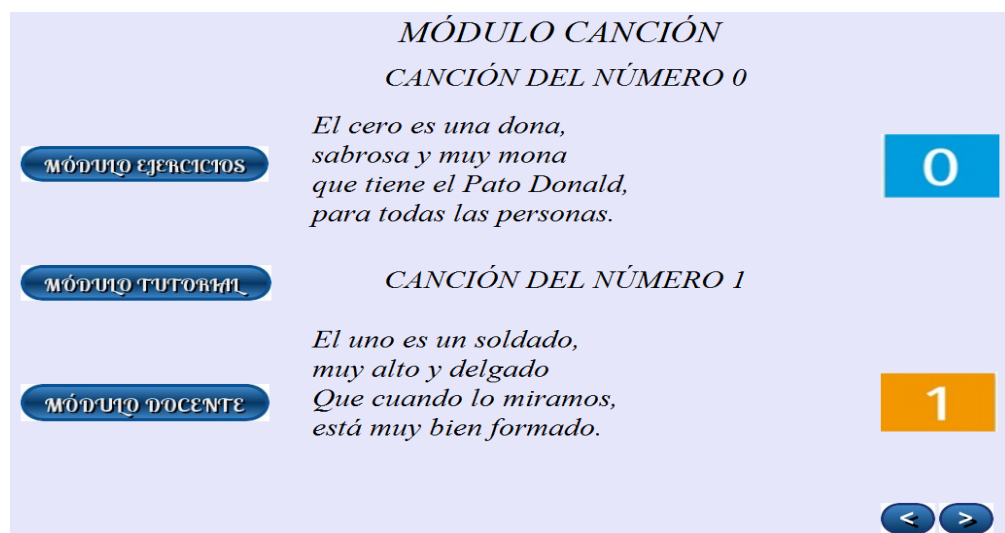 MÓDULO CANCIÓN
CANCIÓN DEL NÚMERO 0
El cero es una dona,
sabrosa y muy mona
que tiene el Pato Donald,
para todas las personas.
MÓDULO EJERCICIOS
0
MÓDULO TUTORIAL
CANCIÓN DEL NÚMERO 1
El uno es un soldado,
muy alto y delgado
Que cuando lo miramos,
está muy bien formado.
MÓDULO DOCENTE
1
< >